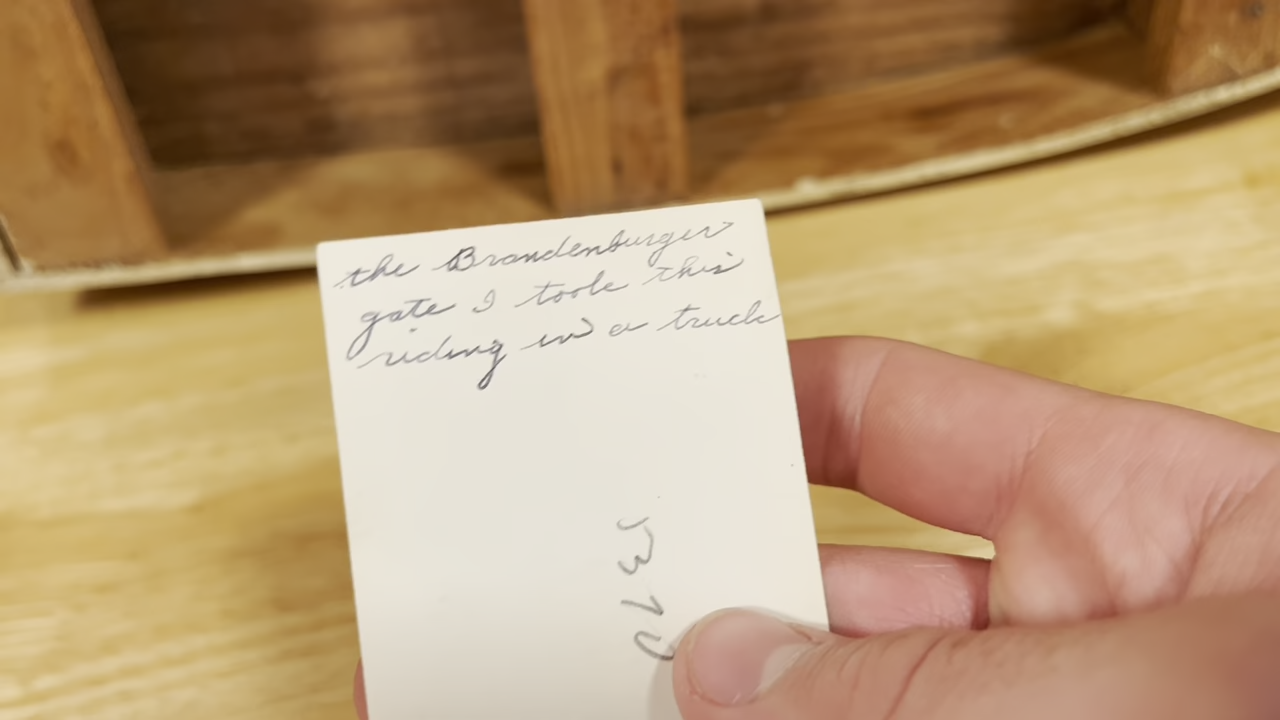 the Brandenburger
gate I took this
riding in a truck